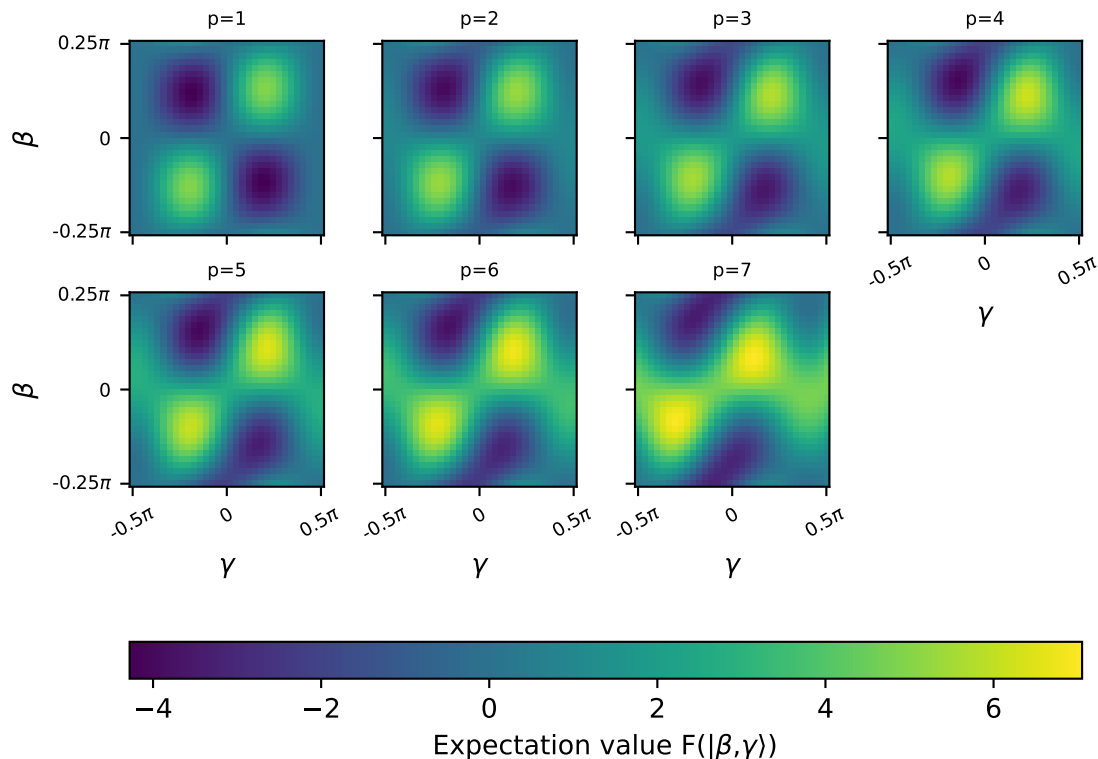 p=1 p=2 p=3 p=4
0.25π
β 0
-0.25π
-0.5π 0 0.5π
γ
p=5 p=6 p=7
0.25π
β 0
-0.25π
-0.5π 0 0.5π -0.5π 0 0.5π -0.5π 0 0.5π
γ γ γ
−4 −2 0 2 4 6
Expectation value F(|β,γ⟩)